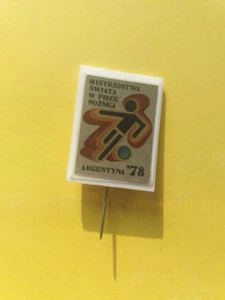 MISTRZOSTWA
ŚWIATA
W PIŁCE
NOŻNEJ
ARGENTYNA '78